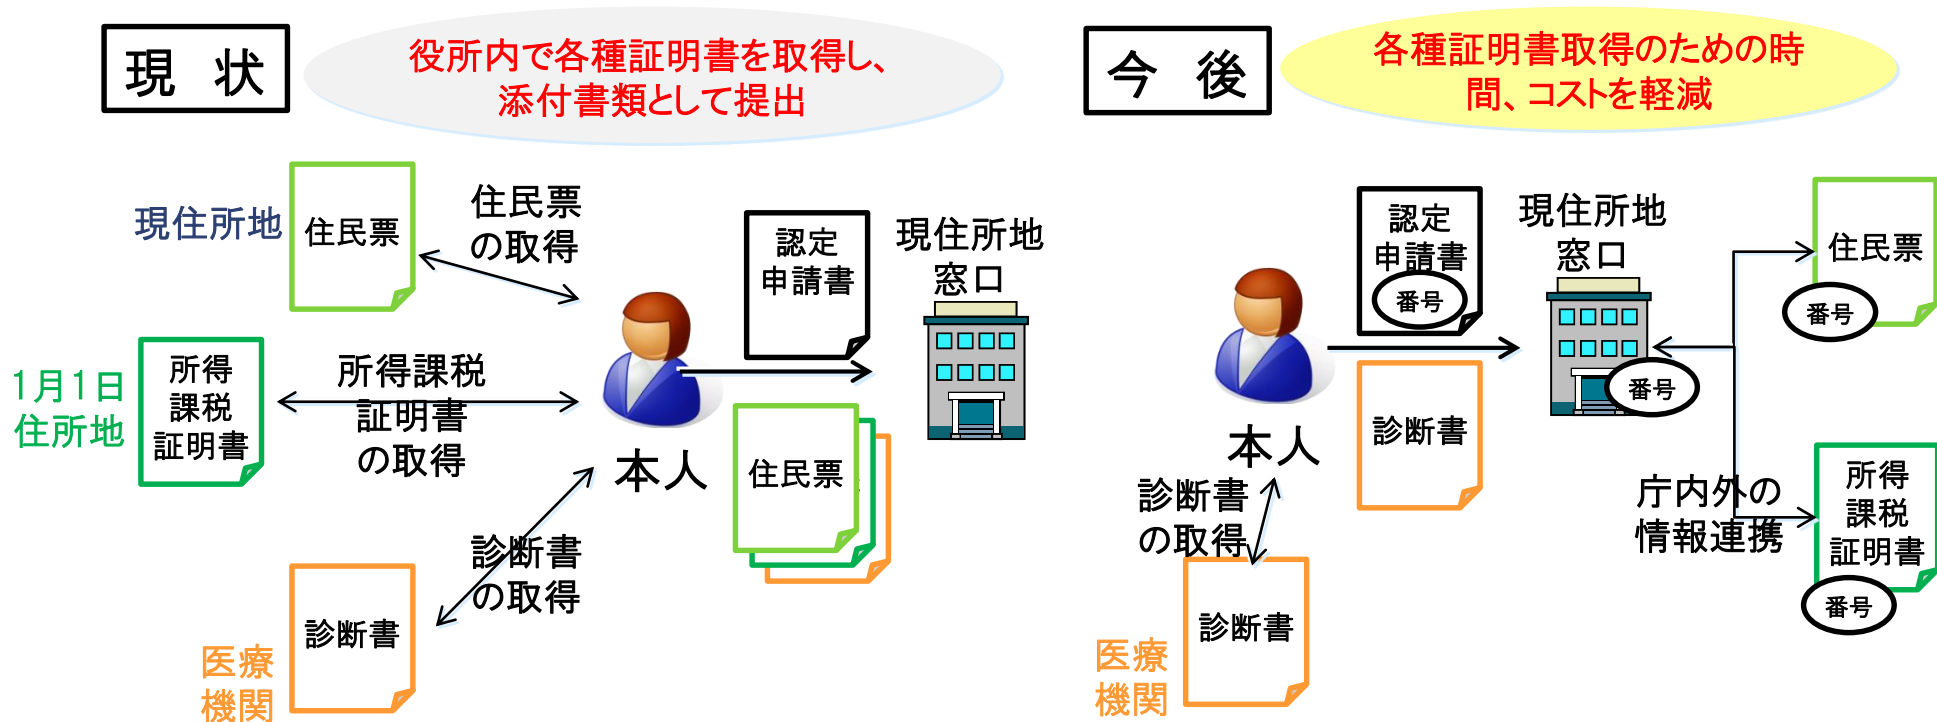 現　状
役所内で各種証明書を取得し、
添付書類として提出
現住所地
住民票
住民票
の取得
認定
申請書
現住所地
窓口
1月1日
住所地
所得
課税
証明書
所得課税
証明書
の取得
本人
住民票
診断書
の取得
診断書
医療
機関
今　後
各種証明書取得のための時
間、コストを軽減
認定
申請書
番号
現住所地
窓口
番号
住民票
番号
本人
診断書
診断書
の取得
診断書
医療
機関
庁内外の
情報連携
所得
課税
証明書
番号